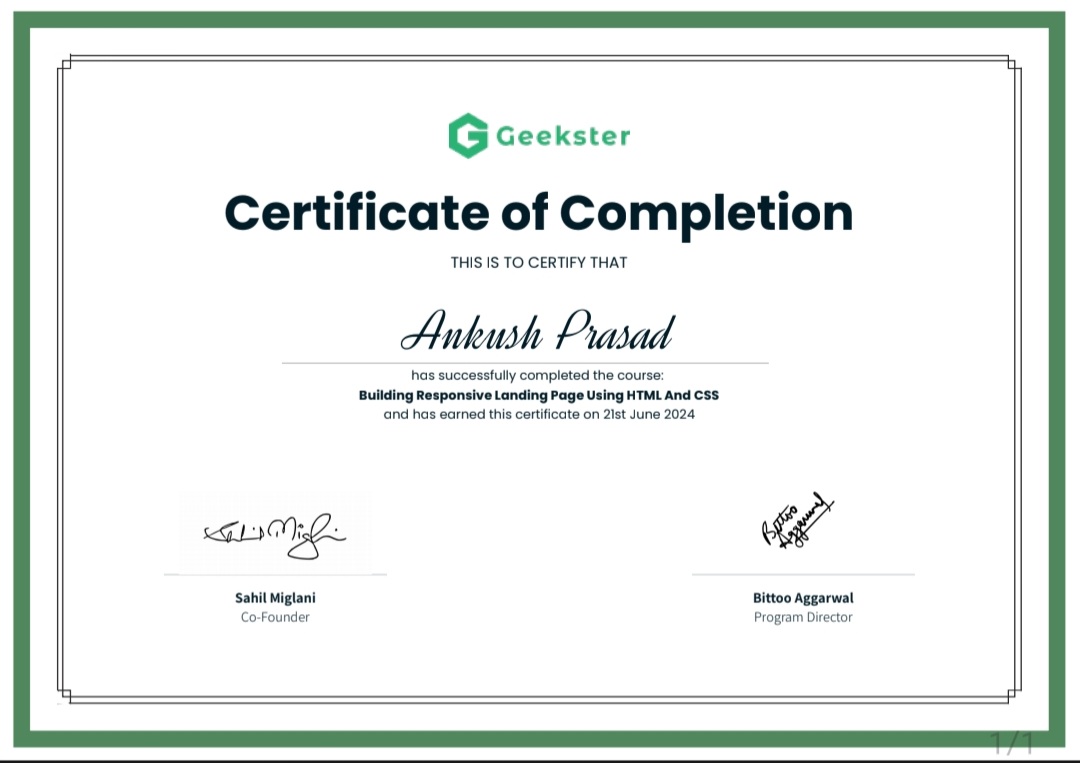 Geekster
Certificate of Completion
THIS IS TO CERTIFY THAT
Ankush Prasad
has successfully completed the course:
Building Responsive Landing Page Using HTML And CSS
and has earned this certificate on 21st June 2024
Sahil Miglani
Bittoo
Aggarwal
Sahil Miglani
Co-Founder
Bittoo Aggarwal
Program Director
1/1